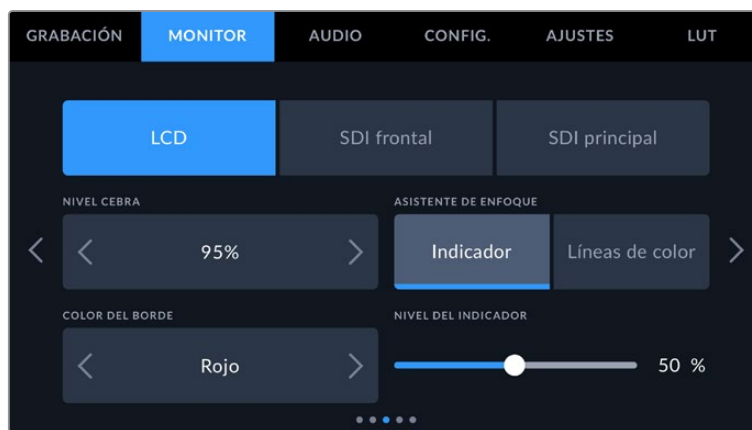 GRABACIÓN MONITOR AUDIO CONFIG. AJUSTES LUT
LCD SDI frontal SDI principal
NIVEL CEBRA ASISTENTE DE ENFOQUE
95% Indicador Líneas de color
COLOR DEL BORDE NIVEL DEL INDICADOR
Rojo 50 %